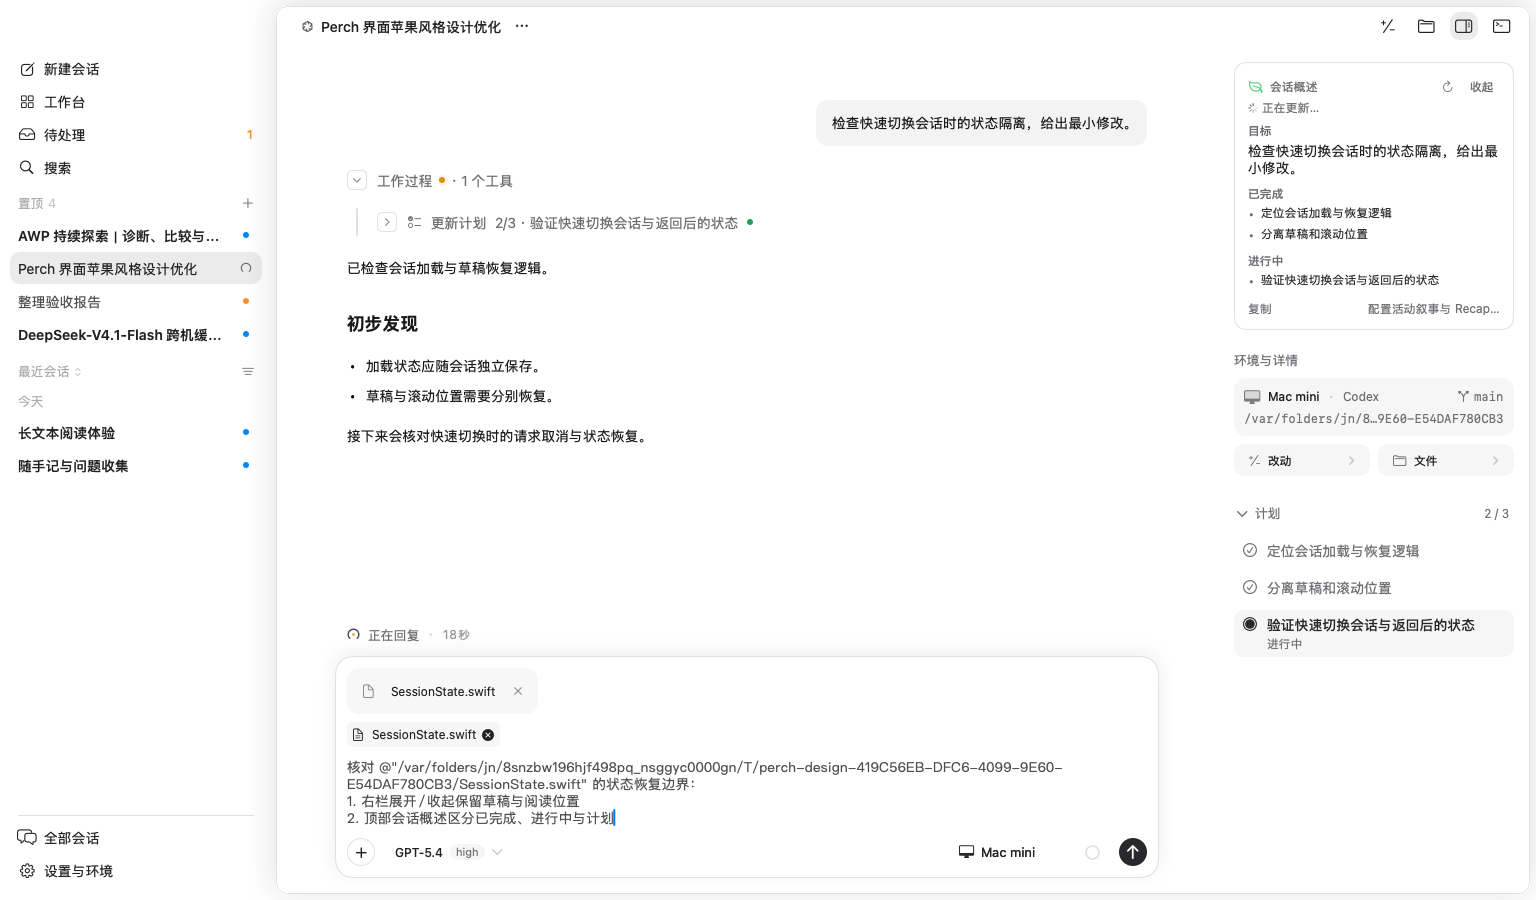 新建会话
工作台
待处理 1
搜索
置顶 4
AWP 持续探索 | 诊断、比较与...
Perch 界面苹果风格设计优化
整理验收报告
DeepSeek-V4.1-Flash 跨机缓...
最近会话
今天
长文本阅读体验
随手记与问题收集
全部会话
设置与环境
Perch 界面苹果风格设计优化 ···
检查快速切换会话时的状态隔离，给出最小修改。
工作过程 · 1 个工具
更新计划 2/3 · 验证快速切换会话与返回后的状态
已检查会话加载与草稿恢复逻辑。
初步发现
• 加载状态应随会话独立保存。
• 草稿与滚动位置需要分别恢复。
接下来会核对快速切换时的请求取消与状态恢复。
正在回复 · 18秒
SessionState.swift
SessionState.swift
核对 @"/var/folders/jn/8snzbw196hjf498pq_nsggyc0000gn/T/perch-design-419C56EB-DFC6-4099-9E60-
E54DAF780CB3/SessionState.swift" 的状态恢复边界：
1. 右栏展开/收起保留草稿与阅读位置
2. 顶部会话概述区分已完成、进行中与计划
GPT-5.4 high
Mac mini
会话概述 收起
正在更新...
目标
检查快速切换会话时的状态隔离，给出最
小修改。
已完成
• 定位会话加载与恢复逻辑
• 分离草稿和滚动位置
进行中
• 验证快速切换会话与返回后的状态
复制 配置活动叙事与 Recap...
环境与详情
Mac mini · Codex main
/var/folders/jn/8…9E60-E54DAF780CB3
改动 文件
计划 2 / 3
定位会话加载与恢复逻辑
分离草稿和滚动位置
验证快速切换会话与返回后的状态
进行中